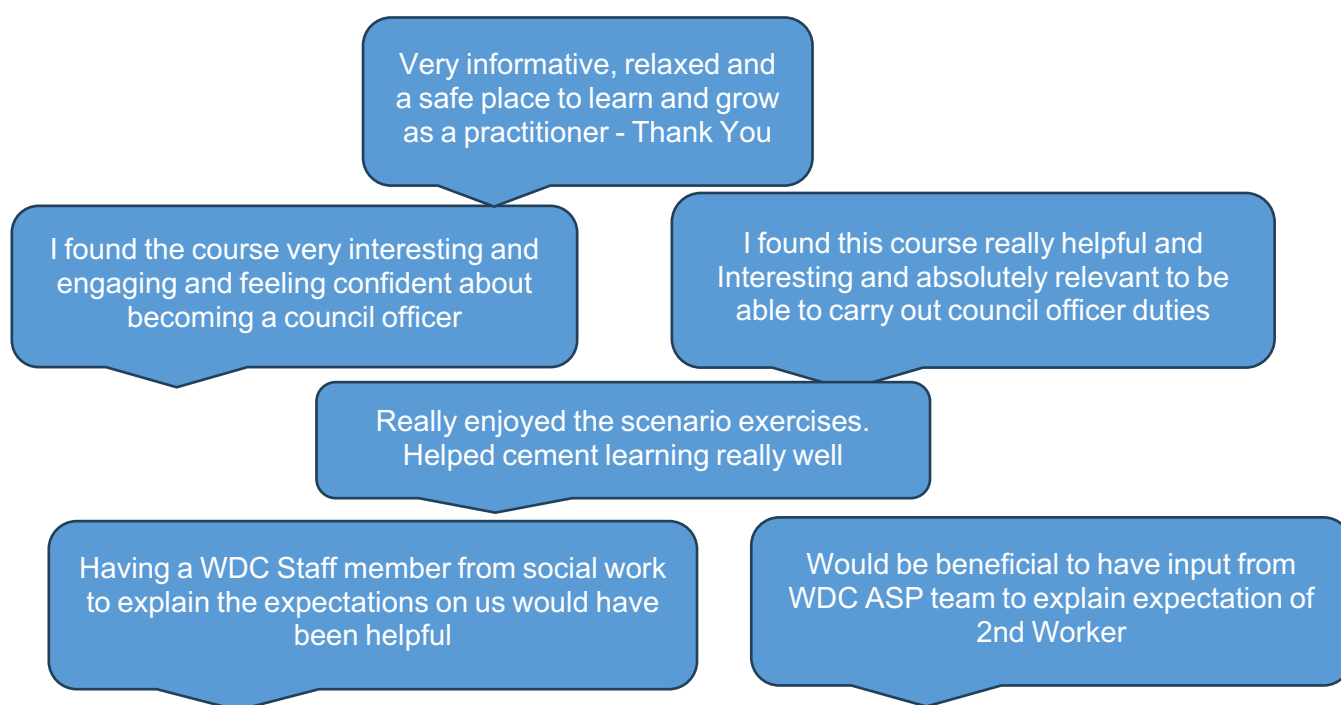 Very informative, relaxed and
a safe place to learn and grow
as a practitioner - Thank You
I found the course very interesting and
engaging and feeling confident about
becoming a council officer
I found this course really helpful and
Interesting and absolutely relevant to be
able to carry out council officer duties
Really enjoyed the scenario exercises.
Helped cement learning really well
Having a WDC Staff member from social work
to explain the expectations on us would have
been helpful
Would be beneficial to have input from
WDC ASP team to explain expectation of
2nd Worker